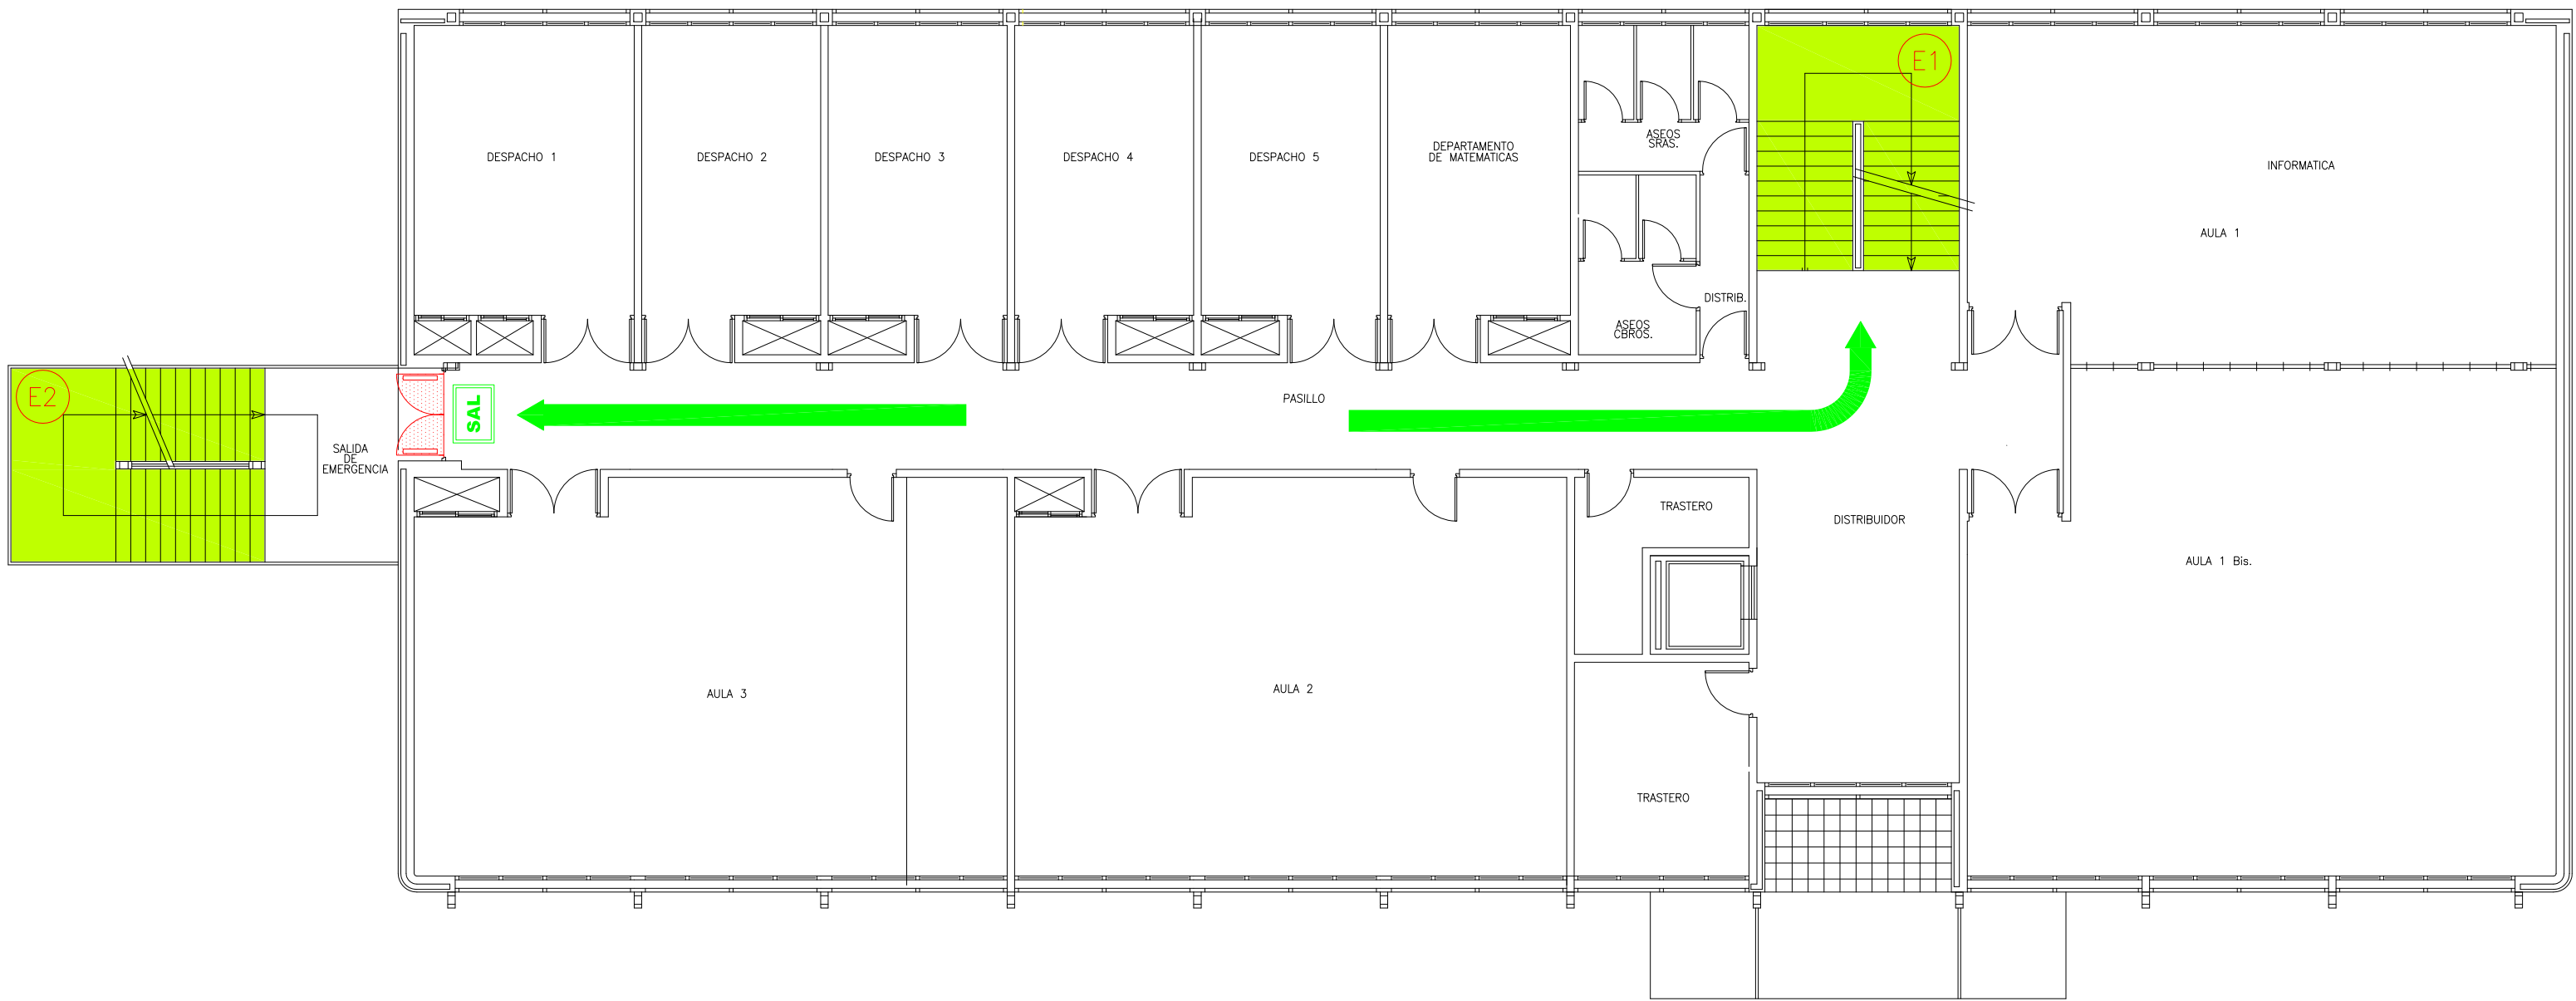 E1
ASEOS
SRAS.
DESPACHO 1
DESPACHO 2
DESPACHO 3
DESPACHO 4
DESPACHO 5
DEPARTAMENTO
DE MATEMATICAS
INFORMATICA
AULA 1
DISTRIB.
ASEOS
CBROS.
E2
SAL
PASILLO
SALIDA
DE
EMERGENCIA
TRASTERO
DISTRIBUIDOR
AULA 1 Bis.
AULA 3
AULA 2
TRASTERO